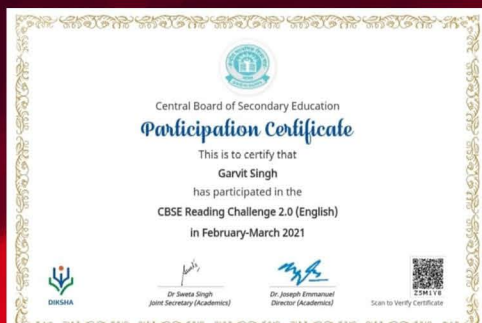 Central Board of Secondary Education
Participation Certificate
This is to certify that
Garvit Singh
has participated in the
CBSE Reading Challenge 2.0 (English)
in February-March 2021
DIKSHA
Dr Sweta Singh
Joint Secretary (Academics)
Dr. Joseph Emmanuel
Director (Academics)
Z5M1Y8
Scan to Verify Certificate